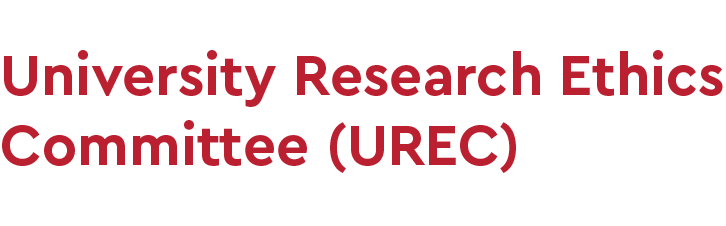 University Research Ethics
Committee (UREC)